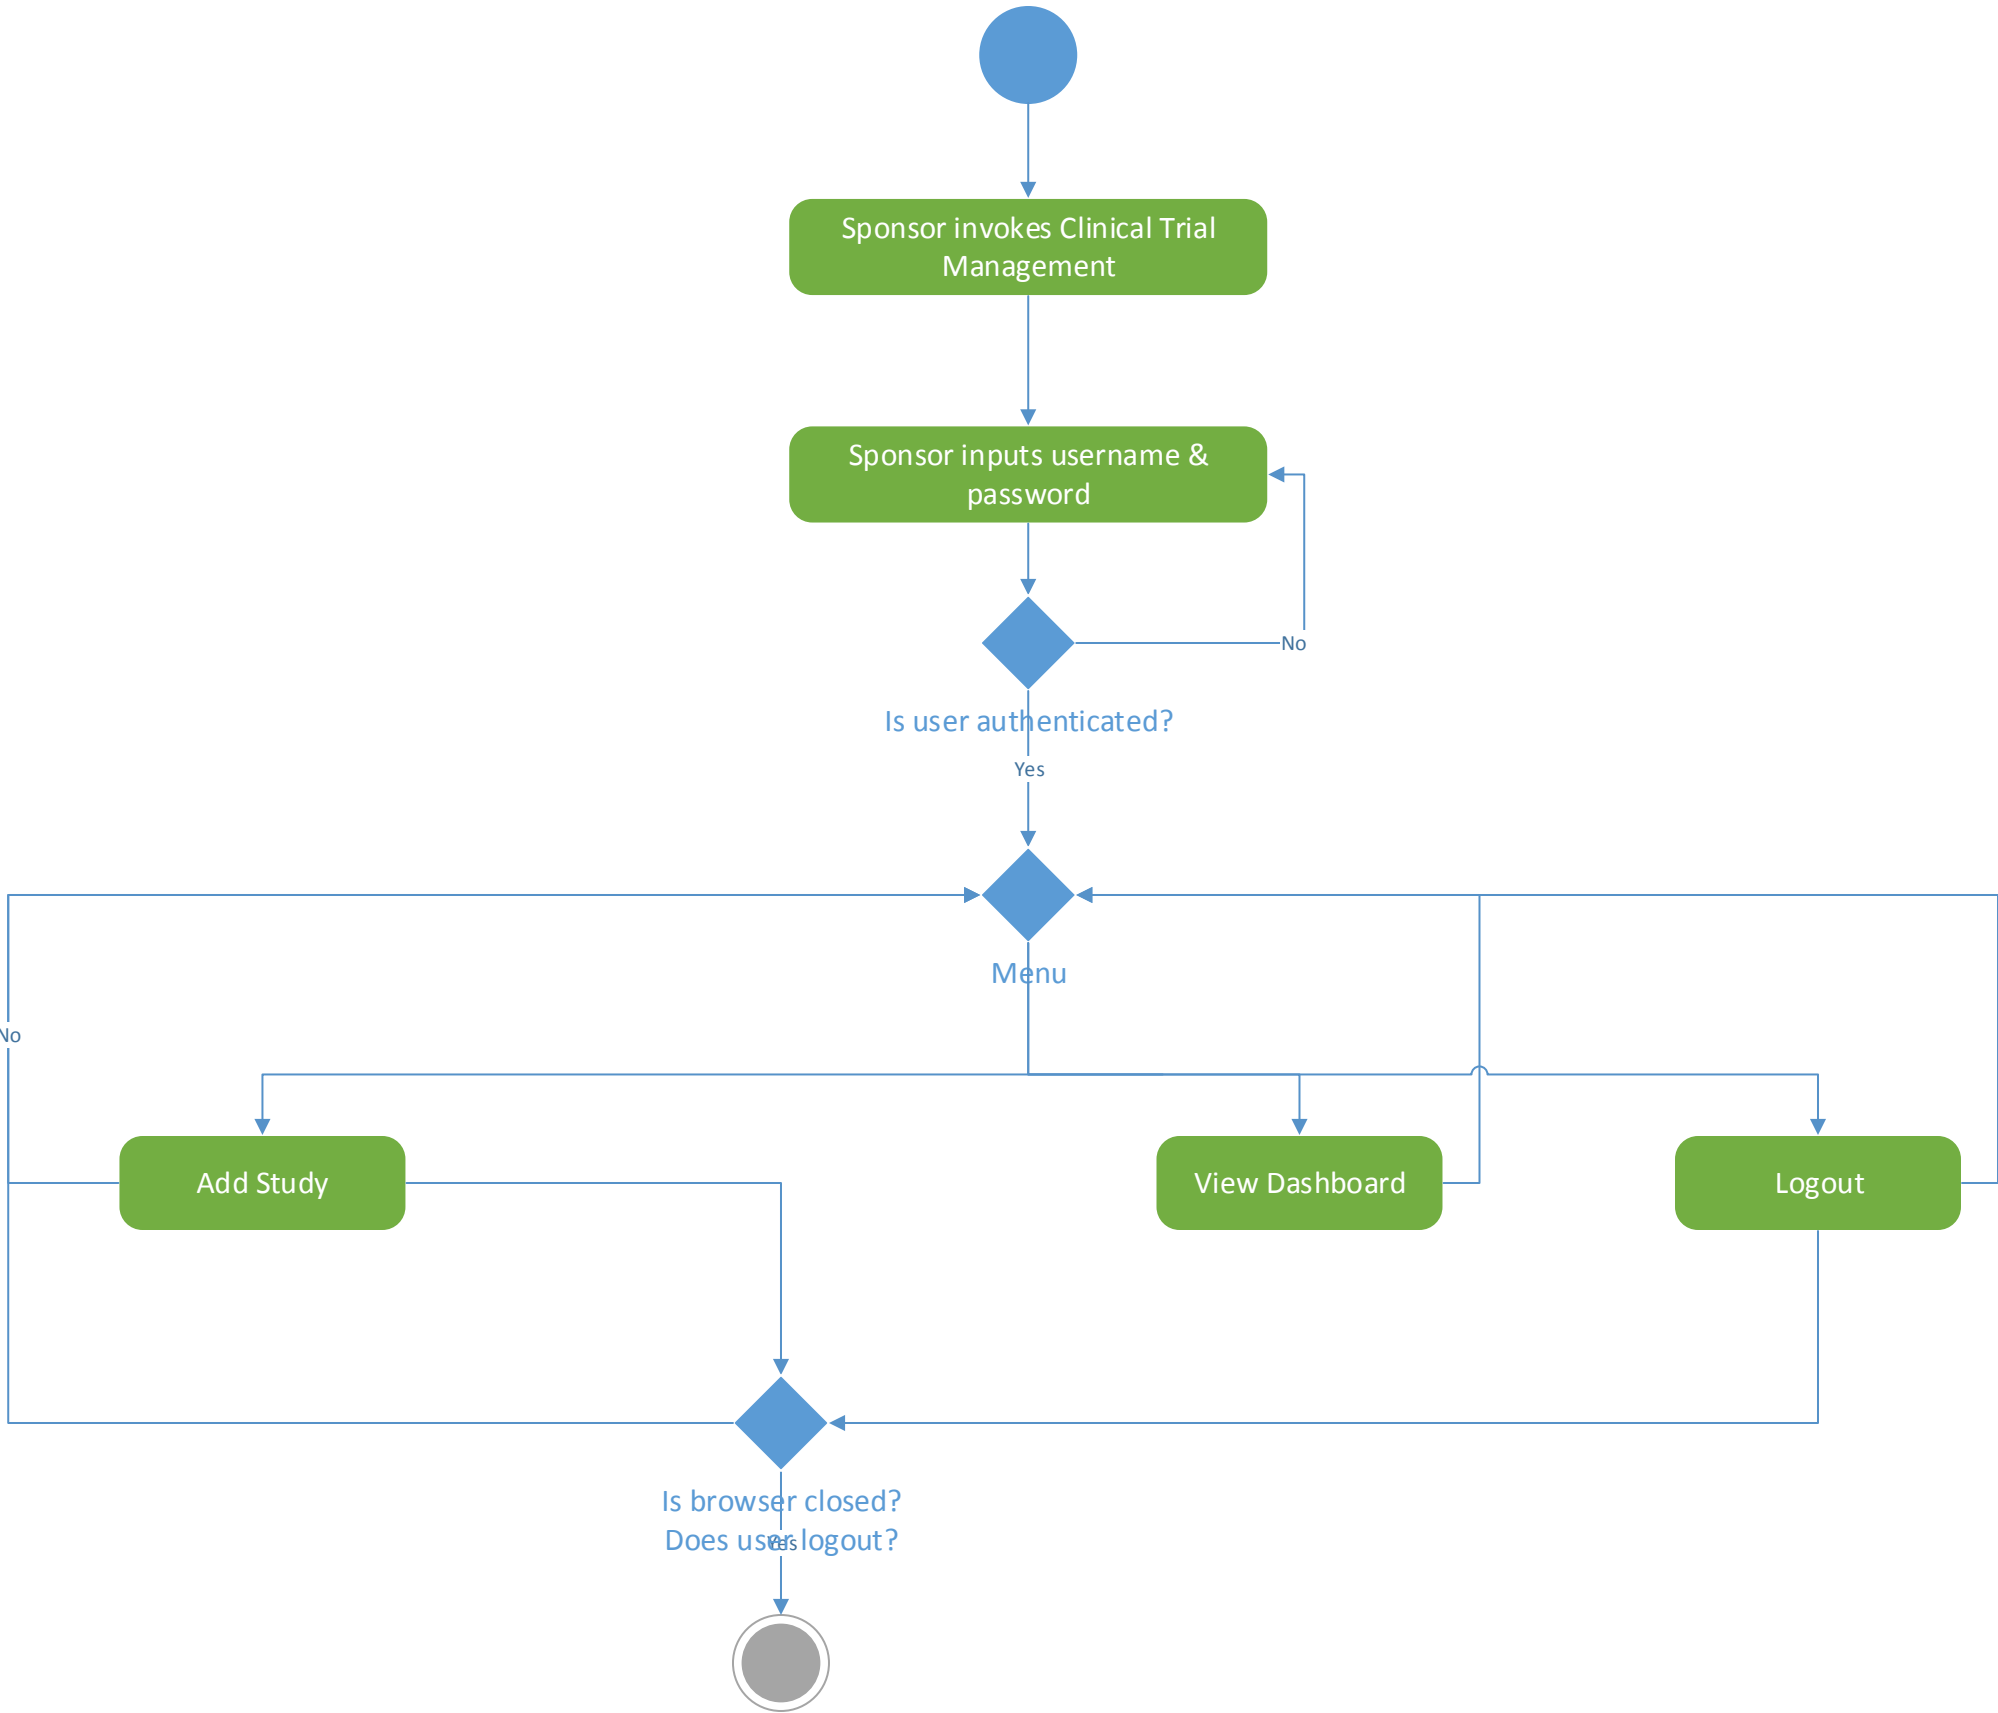 Sponsor invokes Clinical Trial
Management
Sponsor inputs username &
password
No
Is user authenticated?
Yes
Menu
No
Add Study
View Dashboard
Logout
Is browser closed?
Does user logout?
Yes